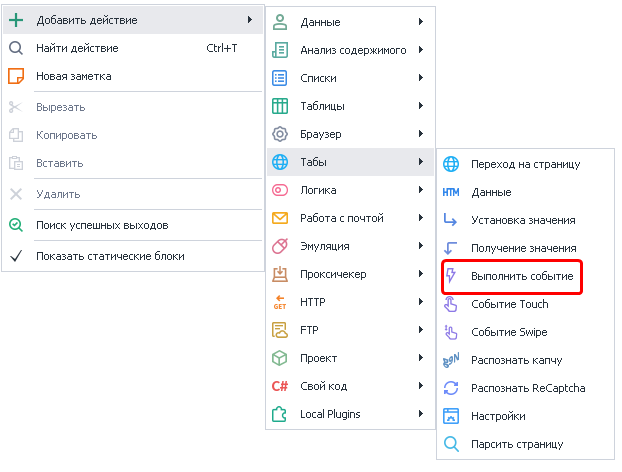 Добавить действие
Найти действие Ctrl+T
Новая заметка
Вырезать
Копировать
Вставить
Удалить
Поиск успешных выходов
Показать статические блоки
Данные
Анализ содержимого
Списки
Таблицы
Браузер
Табы
Логика
Работа с почтой
Эмуляция
Проксичекер
GET HTTP
FTP
Проект
C# Свой код
Local Plugins
Переход на страницу
HTM Данные
Установка значения
Получение значения
Выполнить событие
Событие Touch
Событие Swipe
Распознать капчу
Распознать ReCaptcha
Настройки
Парсить страницу